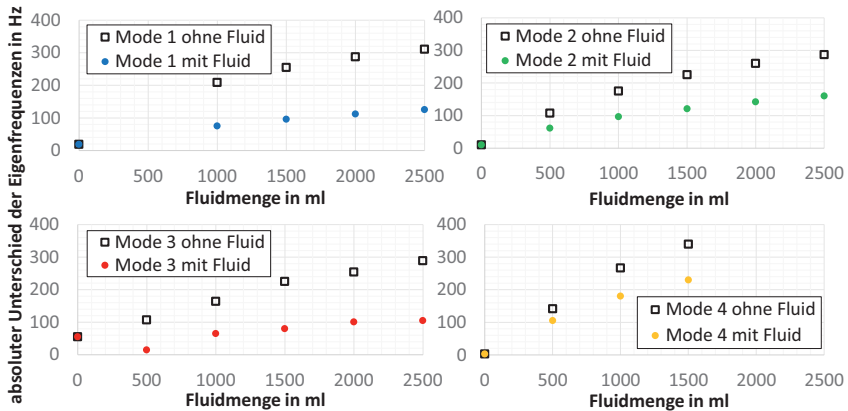 absoluter Unterschied der Eigenfrequenzen in Hz
400
300
200
100
0
Mode 1 ohne Fluid
Mode 1 mit Fluid
0 500 1000 1500 2000 2500
Fluidmenge in ml
400
300
200
100
0
Mode 2 ohne Fluid
Mode 2 mit Fluid
0 500 1000 1500 2000 2500
Fluidmenge in ml
400
300
200
100
0
Mode 3 ohne Fluid
Mode 3 mit Fluid
0 500 1000 1500 2000 2500
Fluidmenge in ml
400
300
200
100
0
Mode 4 ohne Fluid
Mode 4 mit Fluid
0 500 1000 1500 2000 2500
Fluidmenge in ml